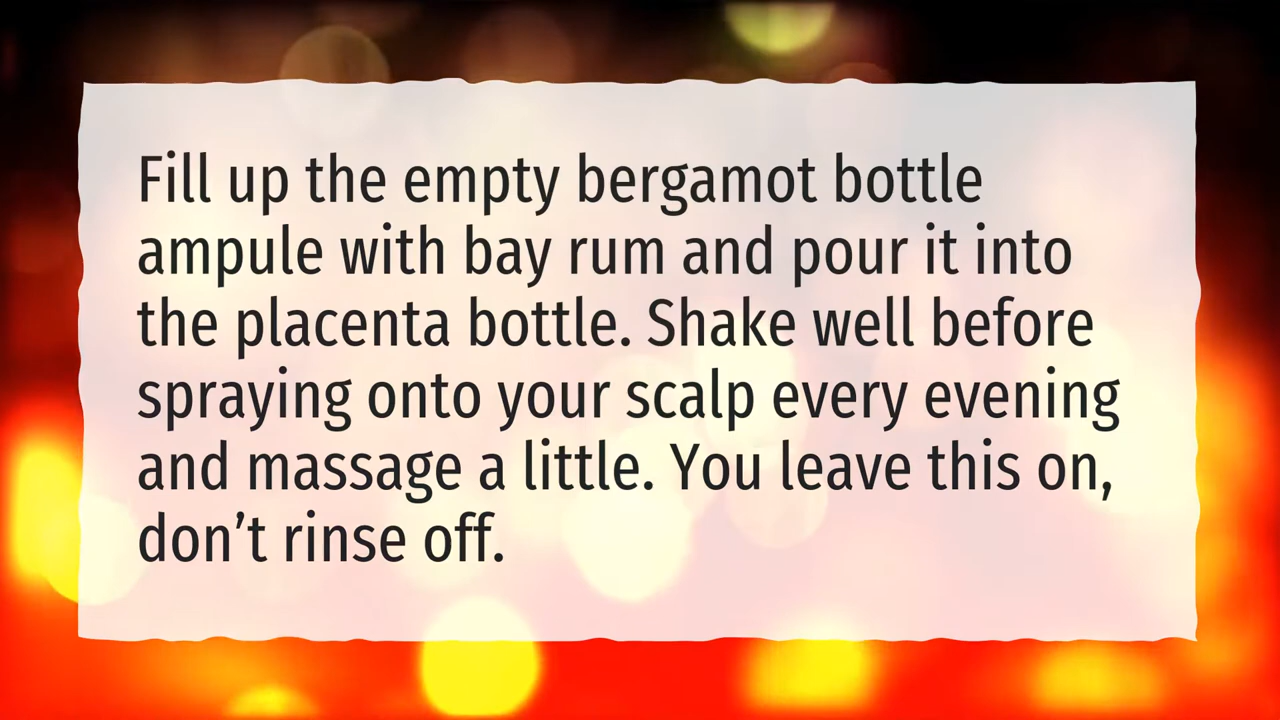 Fill up the empty bergamot bottle
ampule with bay rum and pour it into
the placenta bottle. Shake well before
spraying onto your scalp every evening
and massage a little. You leave this on,
don’t rinse off.